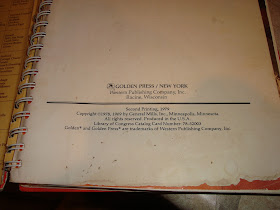 GOLDEN PRESS / NEW YORK
Western Publishing Company, Inc.
Racine, Wisconsin
Second Printing, 1979
Copyright ©1978, 1969 by General Mills, Inc., Minneapolis, Minnesota
All rights reserved. Produced in the U.S.A.
Library of Congress Catalog Card Number:
Golden® and Golden Press® are trademarks of Western Publishing Company, Inc.